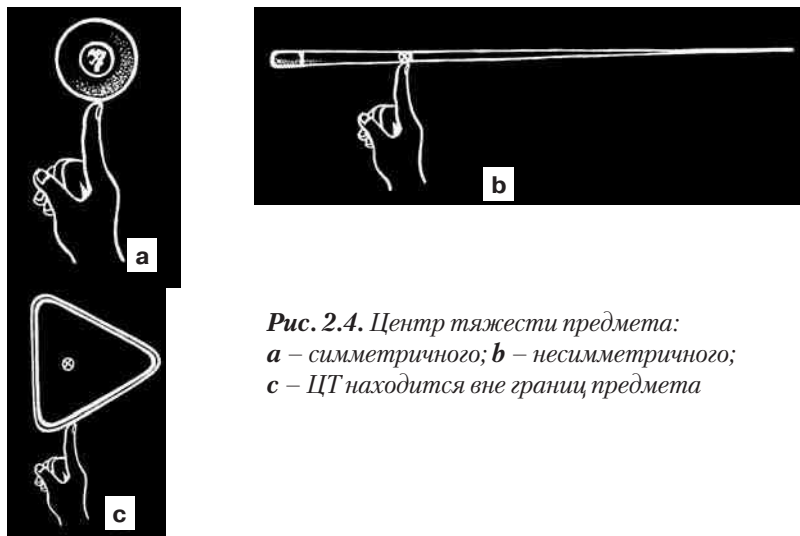 a
b
c
Рис. 2.4. Центр тяжести предмета:
a – симметричного; b – несимметричного;
c – ЦТ находится вне границ предмета